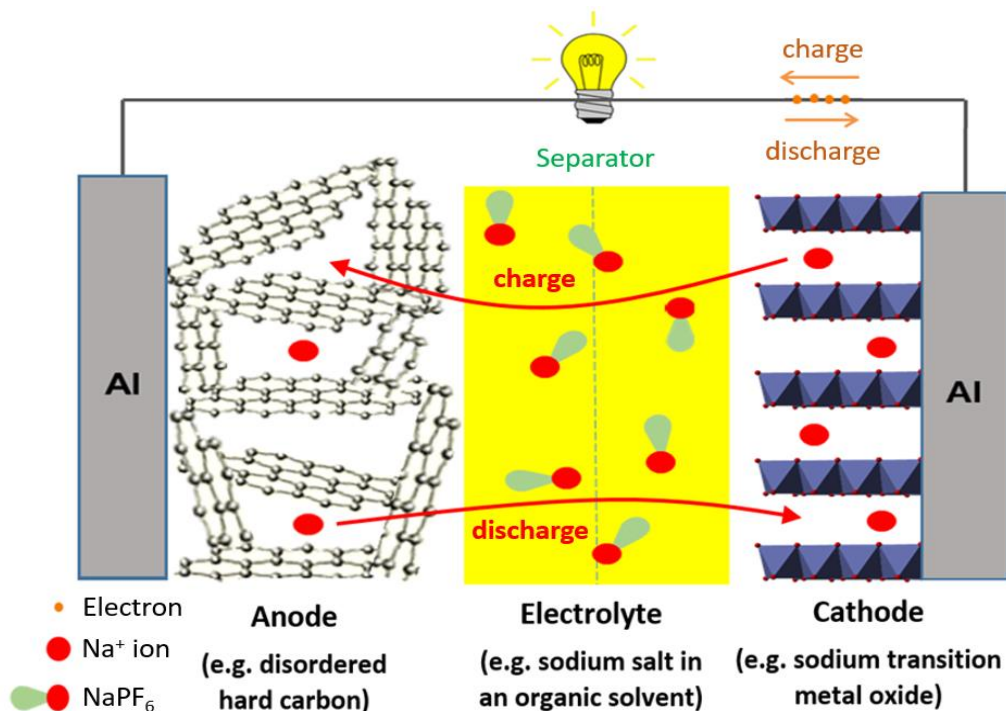 charge
discharge
Separator
charge
Al
Al
discharge
Electron
Na⁺ ion
NaPF₆
Anode
(e.g. disordered
hard carbon)
Electrolyte
(e.g. sodium salt in
an organic solvent)
Cathode
(e.g. sodium transition
metal oxide)